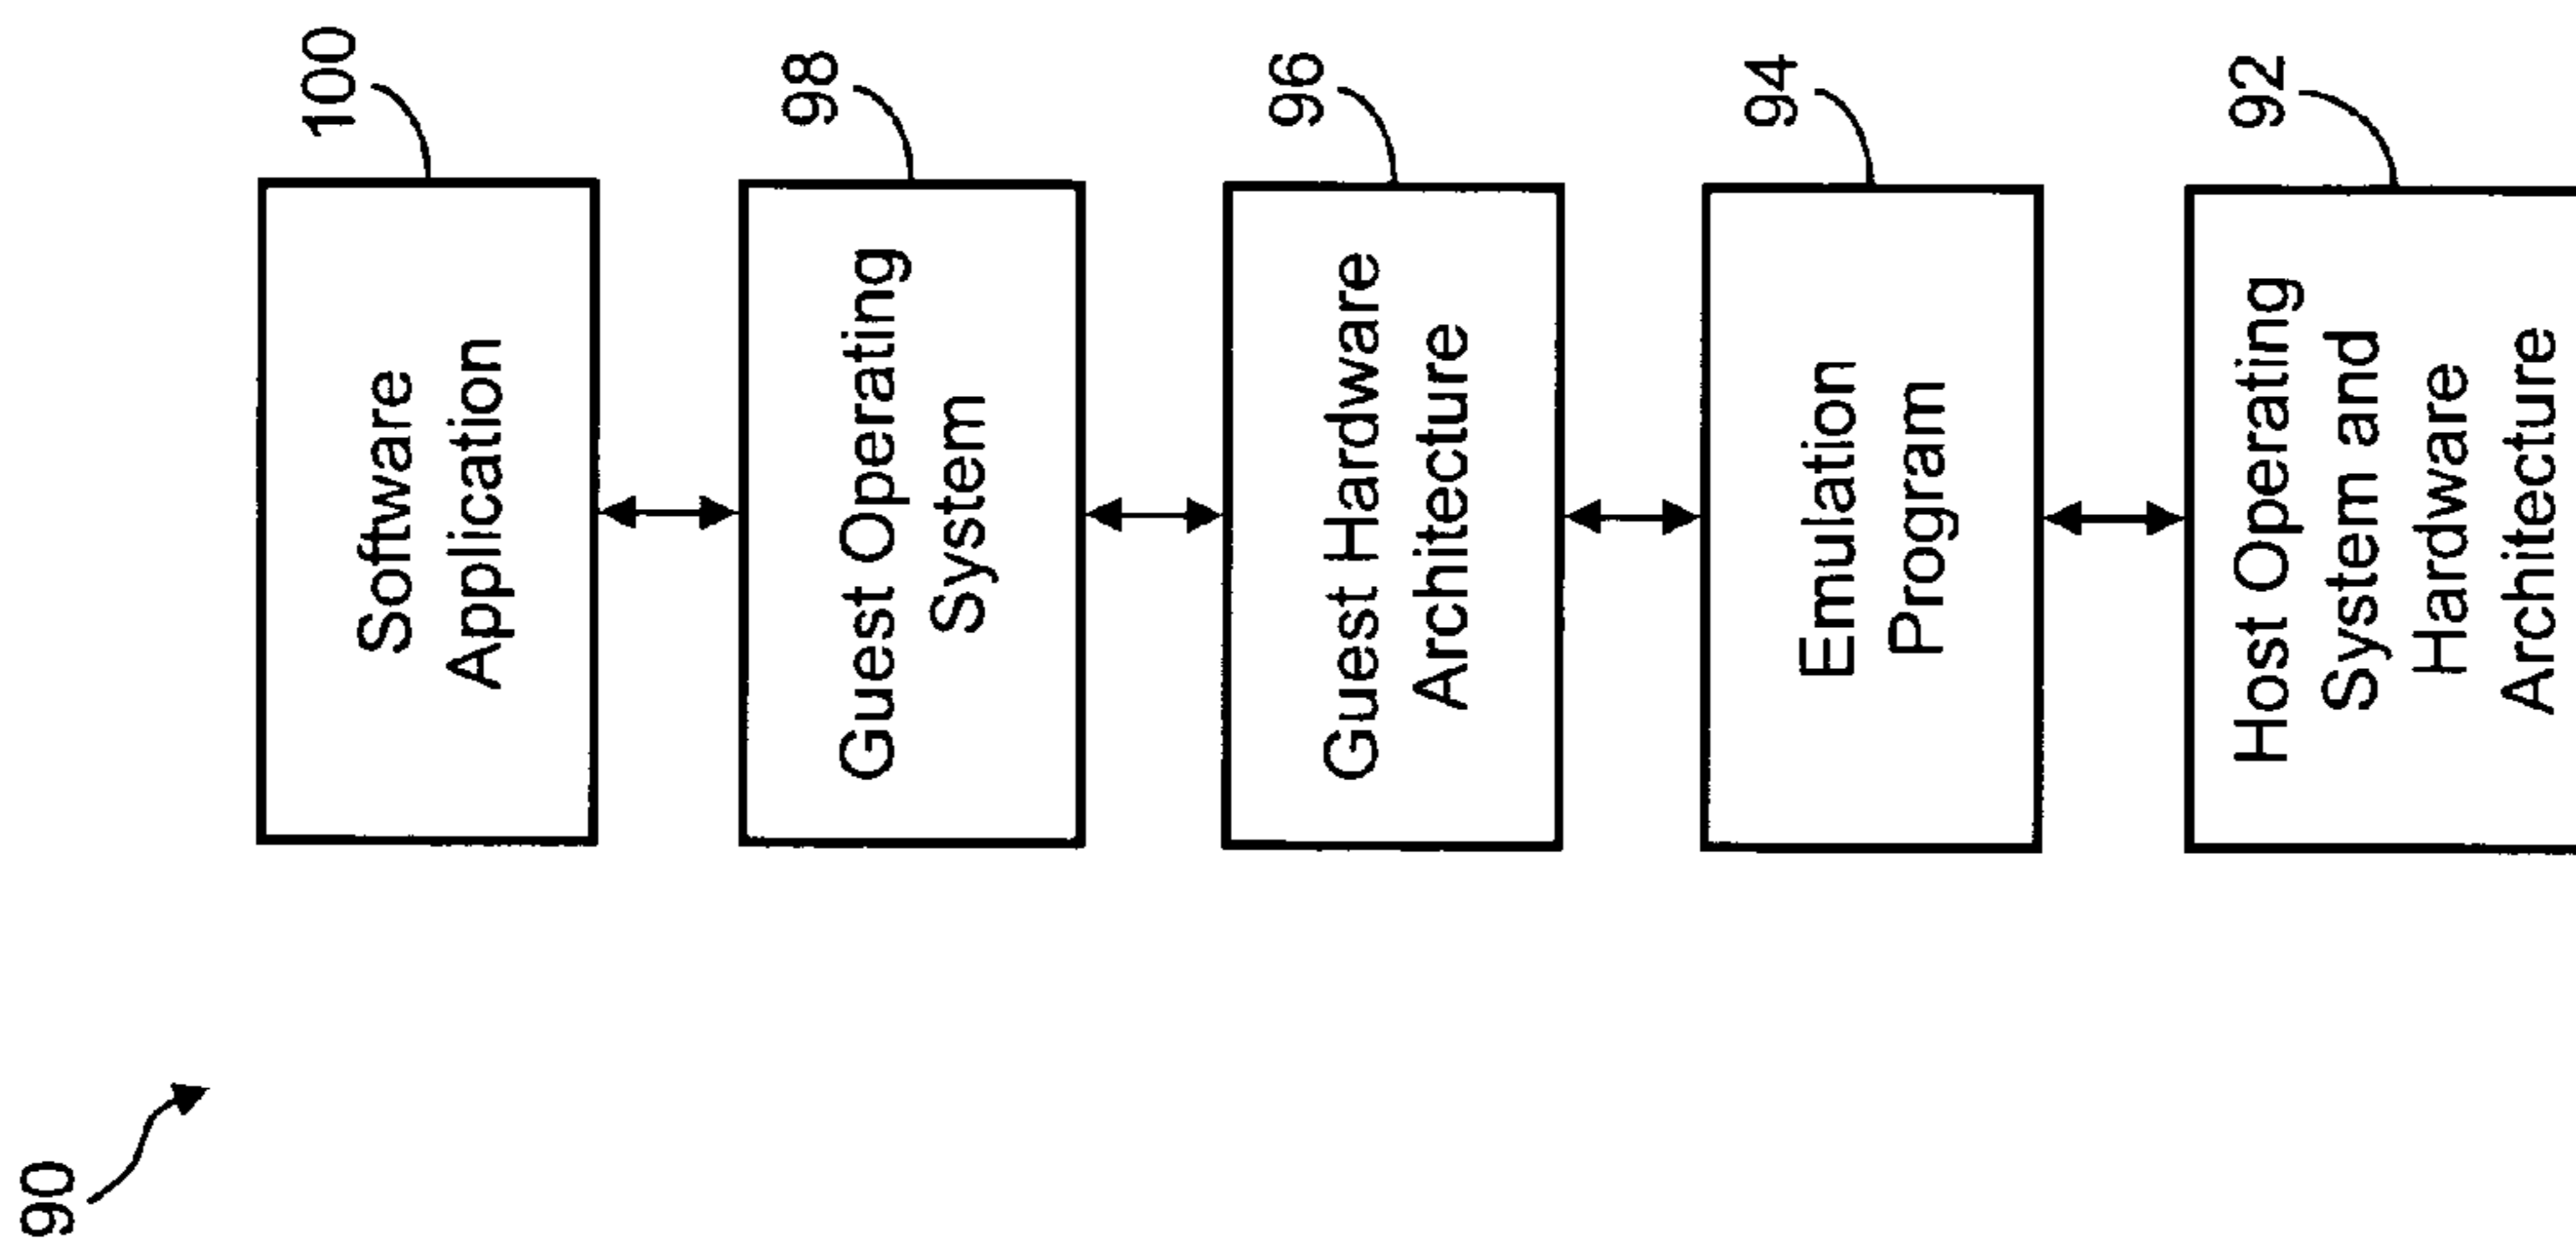 90
100
Software
Application
98
Guest Operating
System
96
Guest Hardware
Architecture
94
Emulation
Program
92
Host Operating
System and
Hardware
Architecture